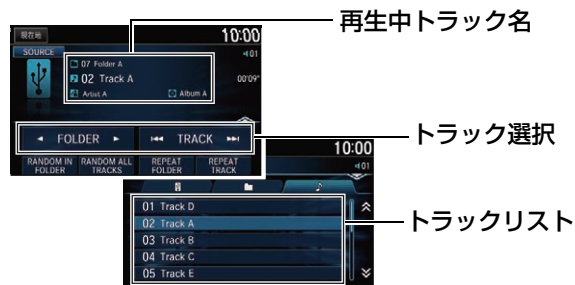 再生中トラック名
現在地
10:00
SOURCE
01
07 Folder A
02 Track A
00'09"
Artist A
Album A
FOLDER
TRACK
トラック選択
RANDOM IN FOLDER
RANDOM ALL TRACKS
REPEAT FOLDER
REPEAT TRACK
10:00
01
01 Track D
02 Track A
03 Track B
04 Track C
05 Track E
トラックリスト